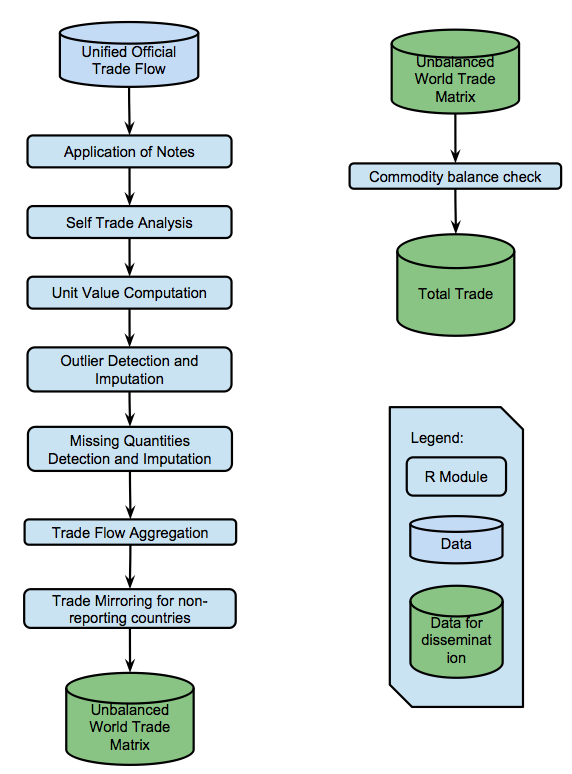 Unified Official
Trade Flow
Application of Notes
Self Trade Analysis
Unit Value Computation
Outlier Detection and
Imputation
Missing Quantities
Detection and Imputation
Trade Flow Aggregation
Trade Mirroring for non-
reporting countries
Unbalanced
World Trade
Matrix
Unbalanced
World Trade
Matrix
Commodity balance check
Total Trade
Legend:
R Module
Data
Data for
disseminat
ion